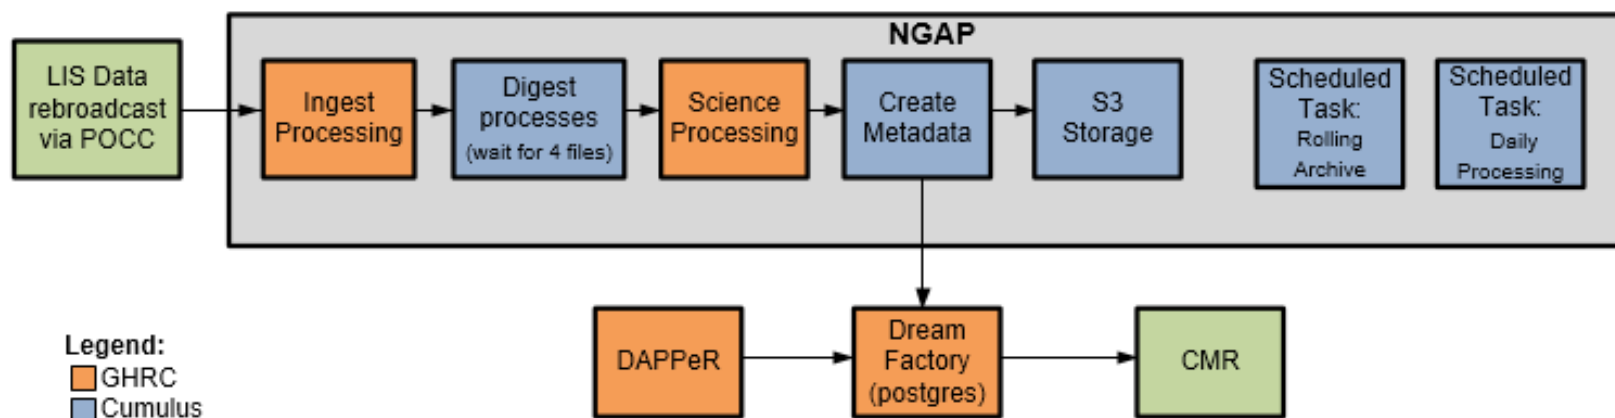 NGAP
LIS Data
rebroadcast
via POCC
Ingest
Processing
Digest
processes
(wait for 4 files)
Science
Processing
Create
Metadata
S3
Storage
Scheduled
Task:
Rolling
Archive
Scheduled
Task:
Daily
Processing
DAPPeR
Dream
Factory
(postgres)
CMR
Legend:
GHRC
Cumulus